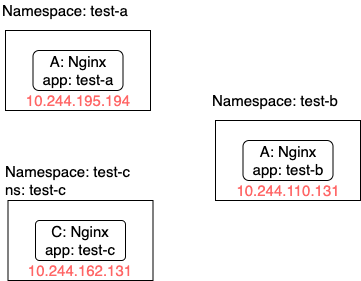 Namespace: test-a
A: Nginx
app: test-a
10.244.195.194
Namespace: test-b
A: Nginx
app: test-b
10.244.110.131
Namespace: test-c
ns: test-c
C: Nginx
app: test-c
10.244.162.131